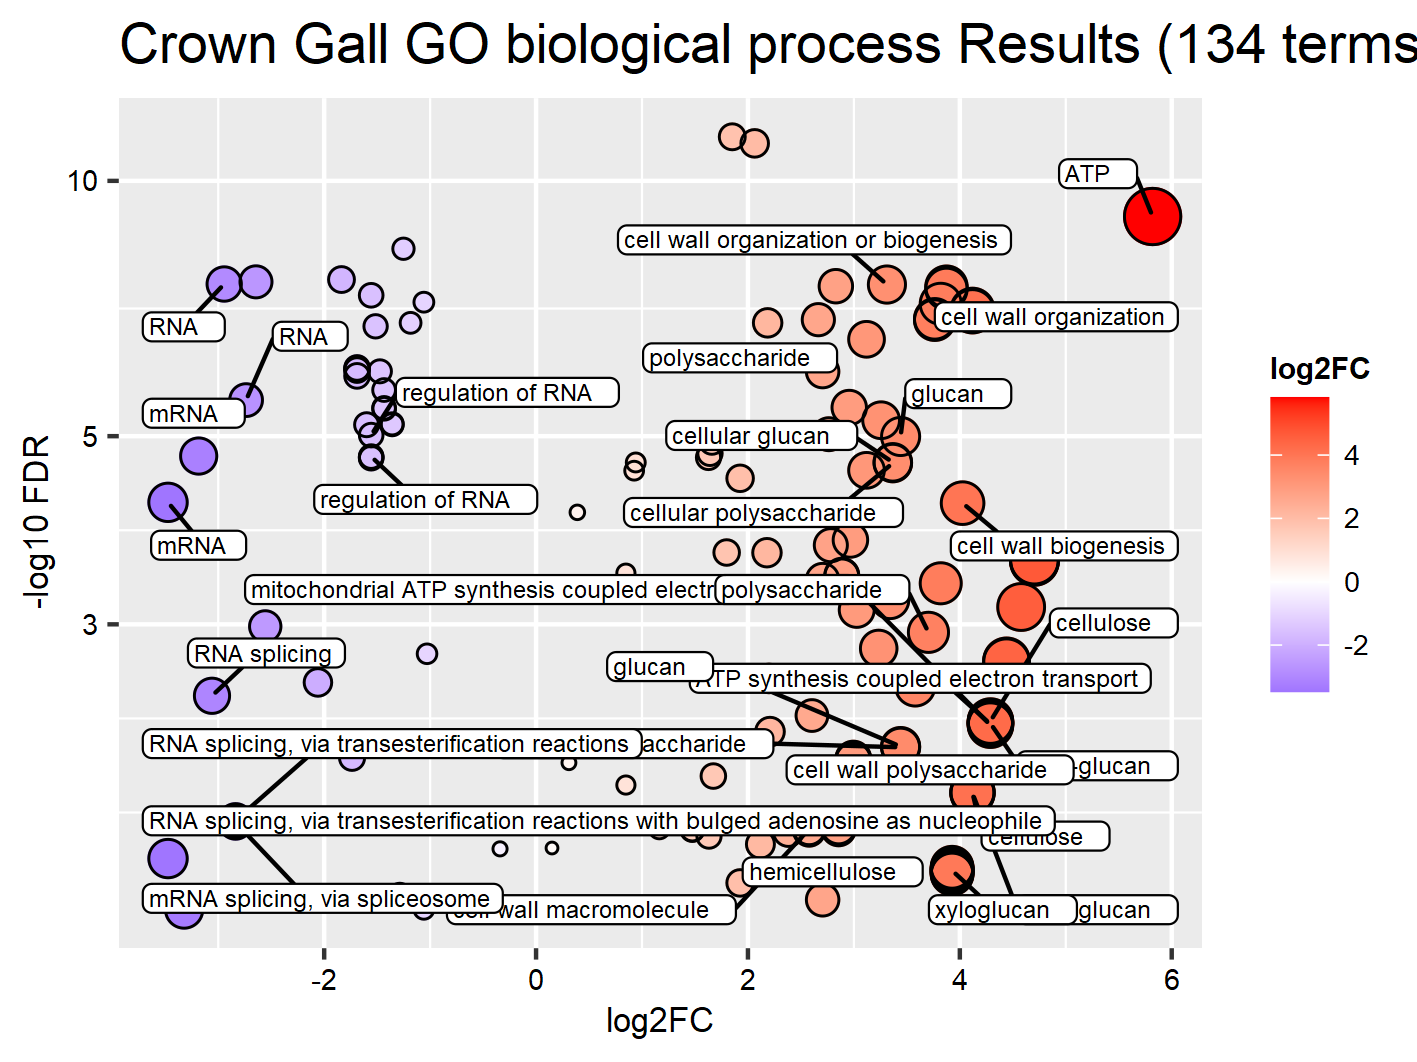 Crown Gall GO biological process Results (134 terms
ATP
cell wall organization or biogenesis
RNA
RNA
cell wall organization
polysaccharide
mRNA
regulation of RNA
glucan
cellular glucan
regulation of RNA
cellular polysaccharide
mRNA
cell wall biogenesis
mitochondrial ATP synthesis coupled electr
polysaccharide
cellulose
RNA splicing
glucan
ATP synthesis coupled electron transport
RNA splicing, via transesterification reactions
accharide
cell wall polysaccharide
-glucan
RNA splicing, via transesterification reactions with bulged adenosine as nucleophile
cellulose
hemicellulose
mRNA splicing, via spliceosome
cell wall macromolecule
xyloglucan
glucan
10
5
3
-log10 FDR
-2
0
2
4
6
log2FC
log2FC
4
2
0
-2